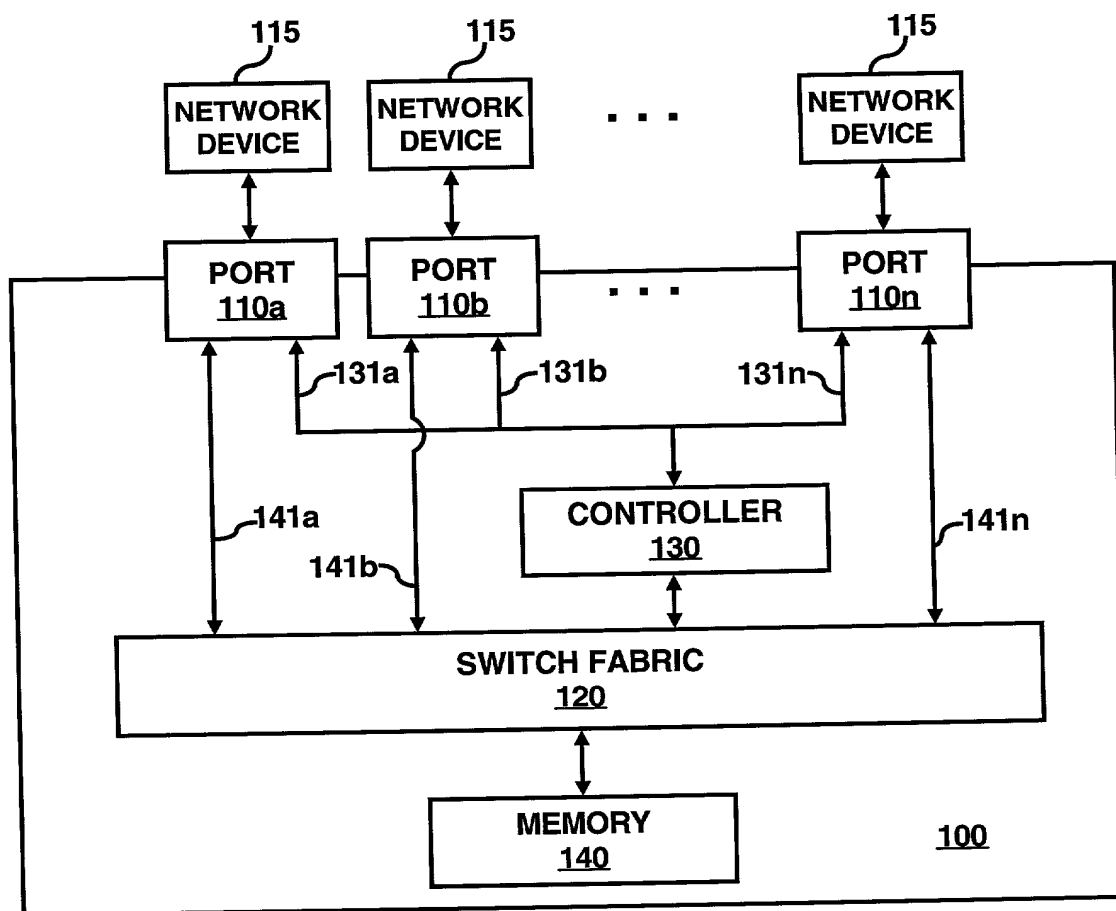 115
115
115
NETWORK
DEVICE
NETWORK
DEVICE
. . .
NETWORK
DEVICE
PORT
110a
PORT
110b
. . .
PORT
110n
131a
131b
131n
141a
141b
CONTROLLER
130
141n
SWITCH FABRIC
120
MEMORY
140
100